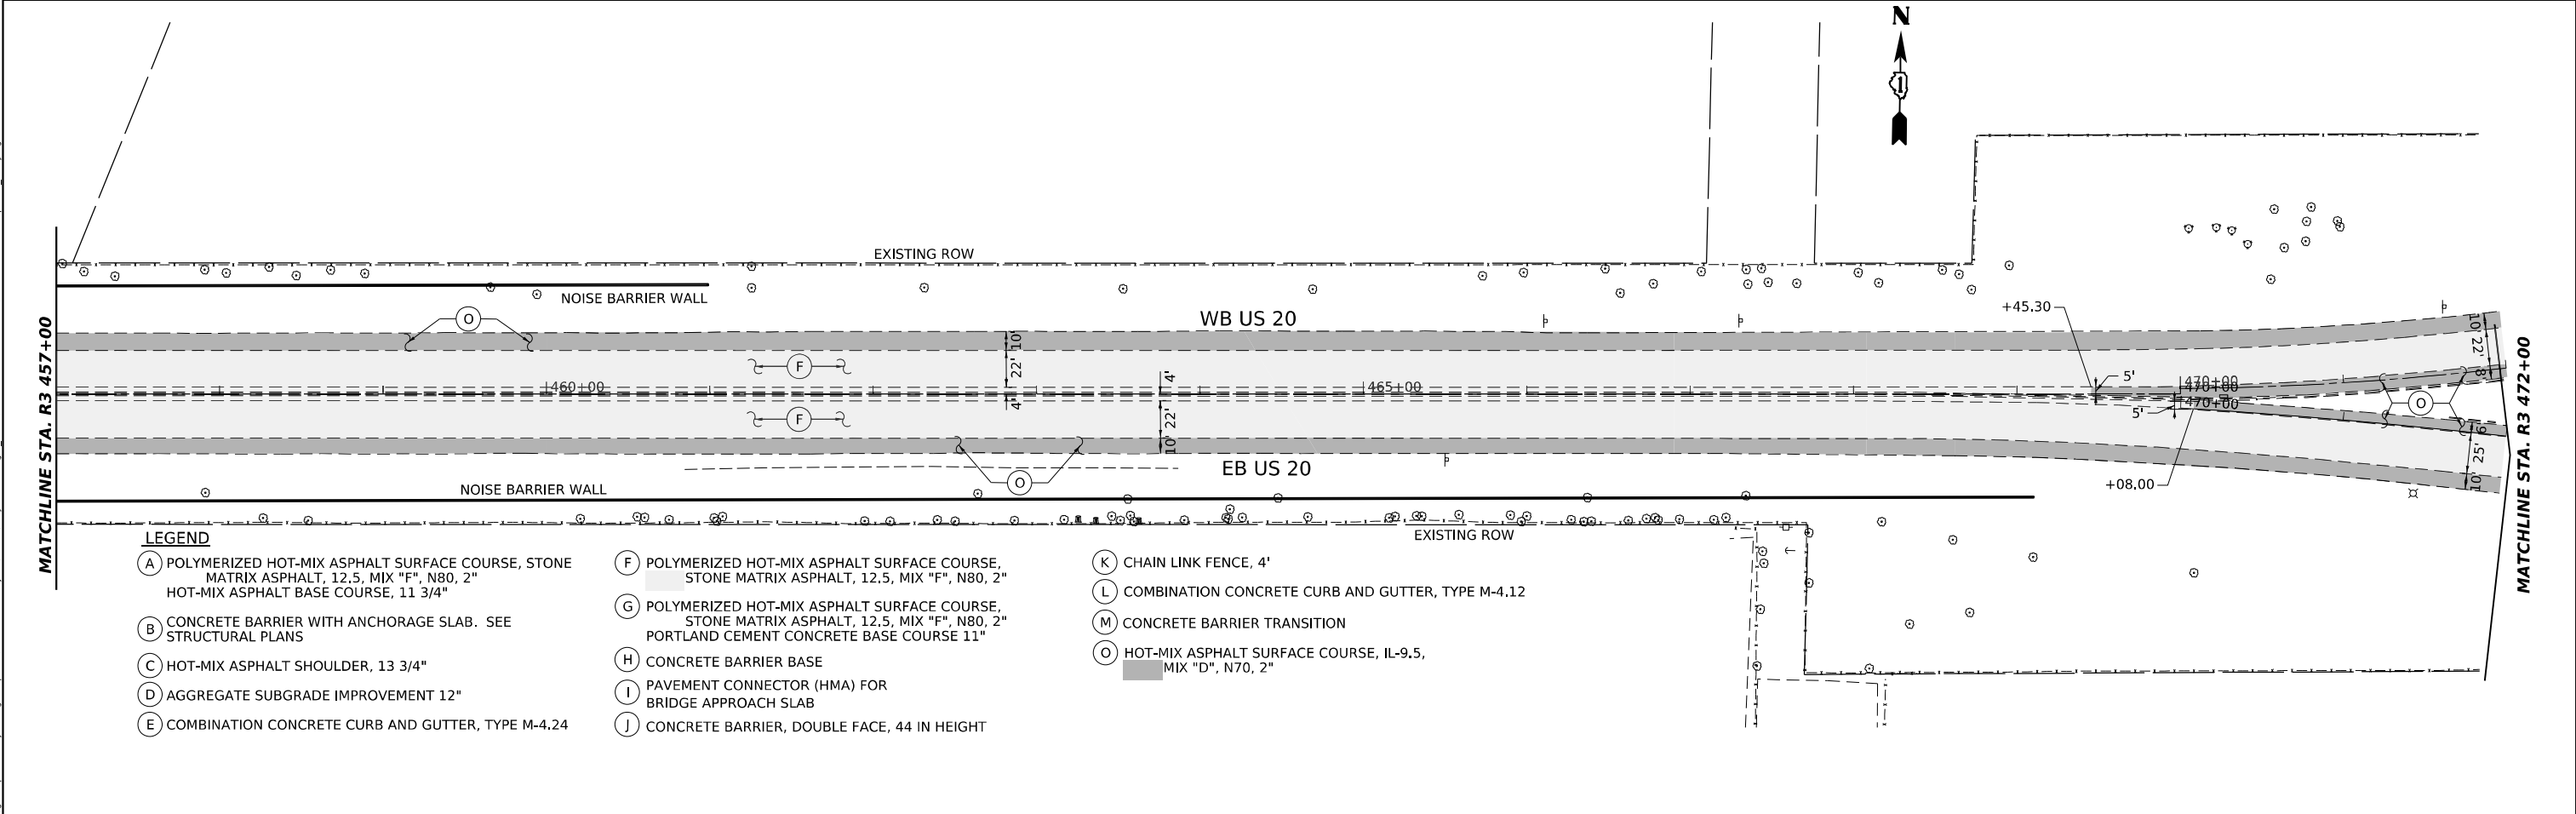 N
EXISTING ROW
NOISE BARRIER WALL
+45.30
MATCHLINE STA. R3 457+00
O
WB US 20
10'
22'
4'
4'
22'
10'
F
F
460+00
465+00
5'
5'
470+00
470+00
470+00
10'
22'
8'
O
6'
25'
10'
MATCHLINE STA. R3 472+00
O
EB US 20
+08.00
NOISE BARRIER WALL
EXISTING ROW
LEGEND
A POLYMERIZED HOT-MIX ASPHALT SURFACE COURSE, STONE
MATRIX ASPHALT, 12.5, MIX "F", N80, 2"
HOT-MIX ASPHALT BASE COURSE, 11 3/4"
B CONCRETE BARRIER WITH ANCHORAGE SLAB. SEE
STRUCTURAL PLANS
C HOT-MIX ASPHALT SHOULDER, 13 3/4"
D AGGREGATE SUBGRADE IMPROVEMENT 12"
E COMBINATION CONCRETE CURB AND GUTTER, TYPE M-4.24
F POLYMERIZED HOT-MIX ASPHALT SURFACE COURSE,
STONE MATRIX ASPHALT, 12.5, MIX "F", N80, 2"
G POLYMERIZED HOT-MIX ASPHALT SURFACE COURSE,
STONE MATRIX ASPHALT, 12.5, MIX "F", N80, 2"
PORTLAND CEMENT CONCRETE BASE COURSE 11"
H CONCRETE BARRIER BASE
I PAVEMENT CONNECTOR (HMA) FOR
BRIDGE APPROACH SLAB
J CONCRETE BARRIER, DOUBLE FACE, 44 IN HEIGHT
K CHAIN LINK FENCE, 4'
L COMBINATION CONCRETE CURB AND GUTTER, TYPE M-4.12
M CONCRETE BARRIER TRANSITION
O HOT-MIX ASPHALT SURFACE COURSE, IL-9.5,
MIX "D", N70, 2"